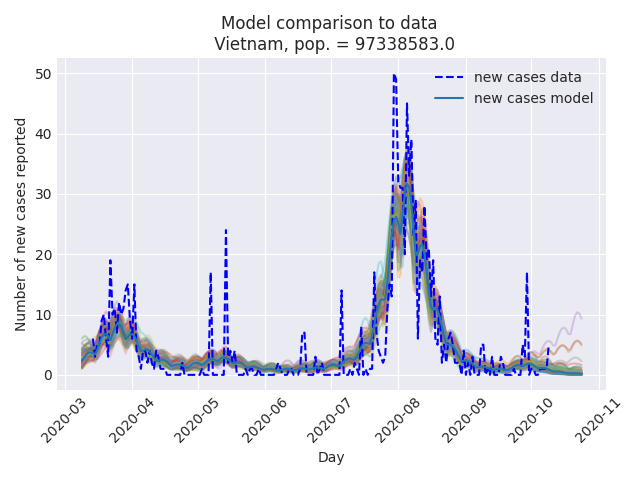 Model comparison to data
Vietnam, pop. = 97338583.0
new cases data
new cases model
Number of new cases reported
50
40
30
20
10
0
2020-03
2020-04
2020-05
2020-06
2020-07
2020-08
2020-09
2020-10
2020-11
Day